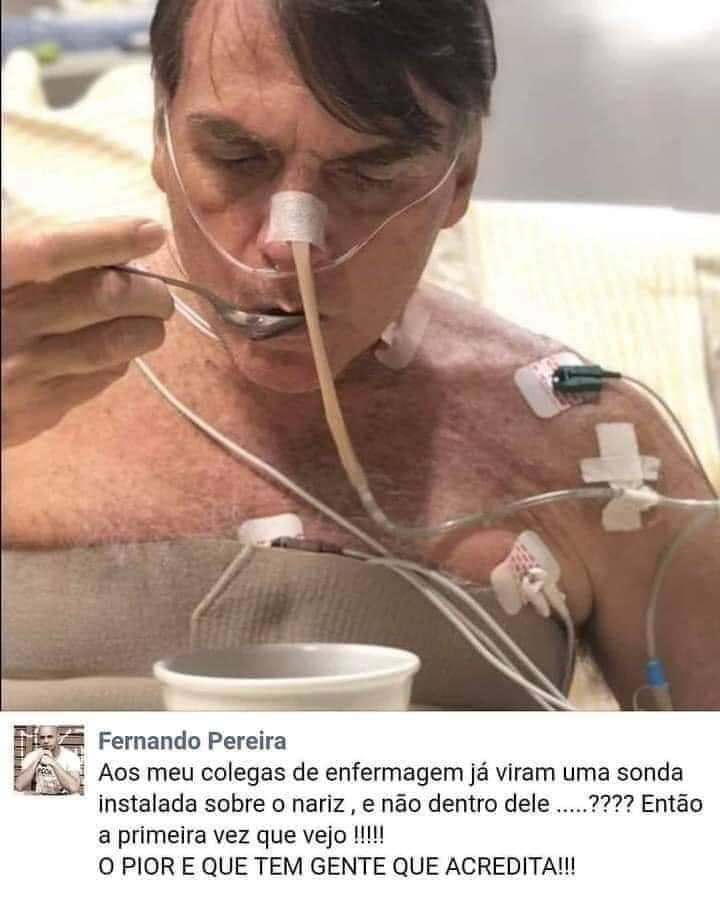 Fernando Pereira
Aos meu colegas de enfermagem já viram uma sonda
instalada sobre o nariz , e não dentro dele .....???? Então
a primeira vez que vejo !!!!!
O PIOR E QUE TEM GENTE QUE ACREDITA!!!